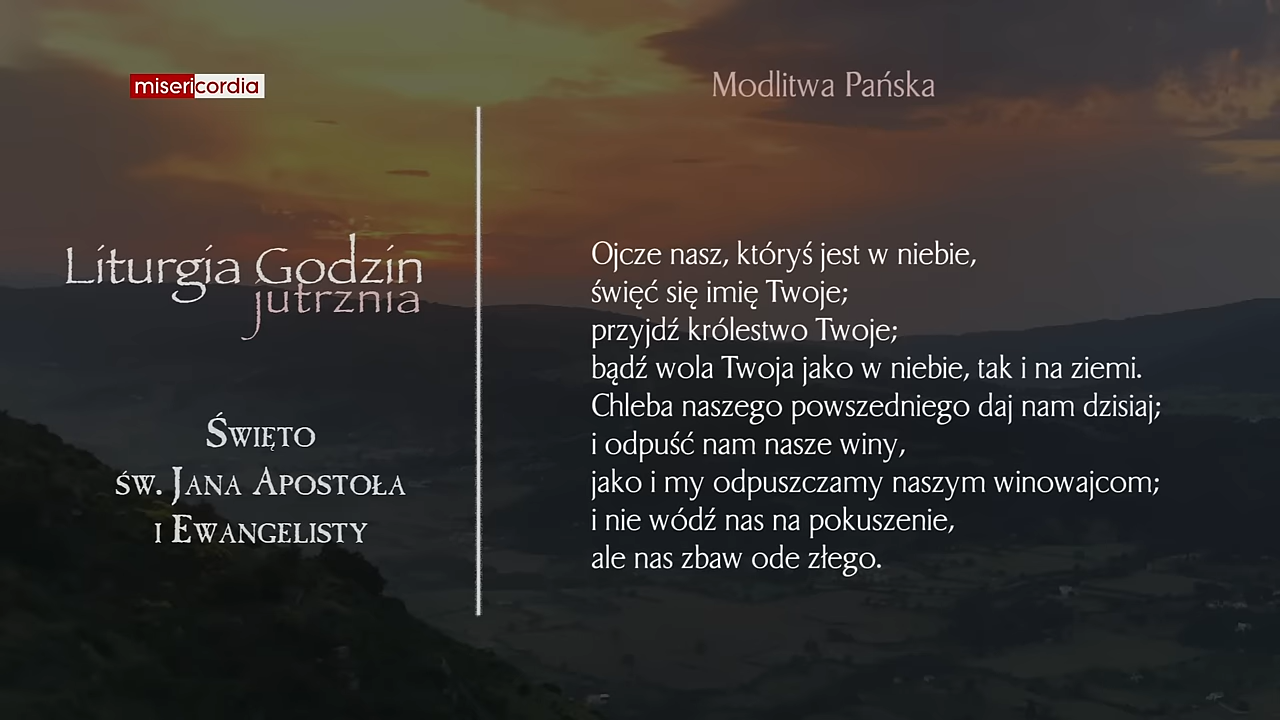 misericordia
Liturgia Godzin
jutrznia
Święto
św. Jana Apostoła
i Ewangelisty
Modlitwa Pańska
Ojcze nasz, któryś jest w niebie,
święć się imię Twoje;
przyjdź królestwo Twoje;
bądź wola Twoja jako w niebie, tak i na ziemi.
Chleba naszego powszedniego daj nam dzisiaj;
i odpuść nam nasze winy,
jako i my odpuszczamy naszym winowajcom;
i nie wódź nas na pokuszenie,
ale nas zbaw ode złego.